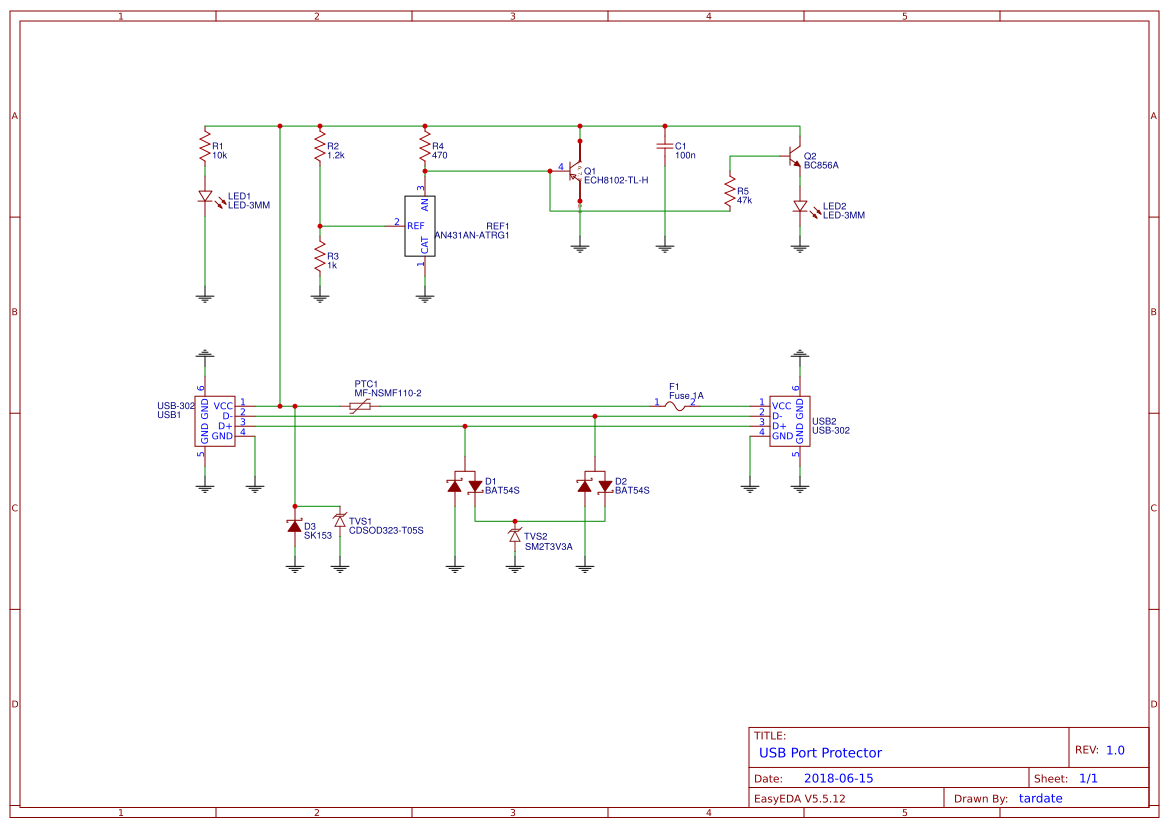 1 2 3 4 5
A A
R1
10k
R2
1.2k
R4
470
4
Q1
ECH8102-TL-H
C1
100n
Q2
BC856A
R5
47k
LED1
LED-3MM
LED2
LED-3MM
3
AN
2 REF
CAT
1
REF1
AN431AN-ATRG1
R3
1k
B B
PTC1
MF-NSMF110-2
F1
Fuse 1A
1 2
USB-302
USB1
6
GND
GND
5
VCC 1
D- 2
D+ 3
GND 4
6
1 VCC
2 D-
3 D+
4 GND
GND
GND
5
USB2
USB-302
C C
D1
BAT54S
D2
BAT54S
D3
SK153
TVS1
CDSOD323-T05S
TVS2
SM2T3V3A
D D
TITLE:
USB Port Protector
REV: 1.0
Date: 2018-06-15
Sheet: 1/1
EasyEDA V5.5.12
Drawn By: tardate
1 2 3 4 5